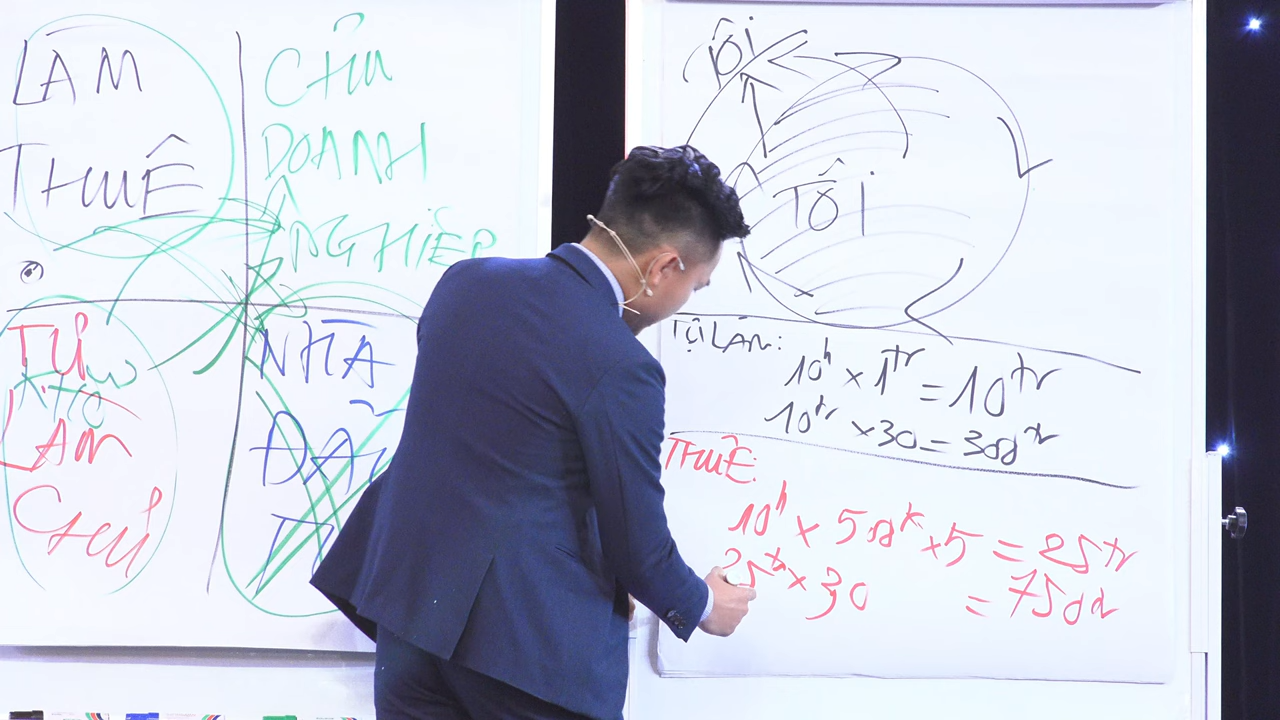 LÀM
THUÊ
CHỦ
DOANH
NGHIỆP
TỰ
LÀM
CHỦ
NHÀ
ĐẦU
TÔI
TÔI
TỰ LÀM:
10h × 1tr = 10tr
10tr × 30 = 300tr
THUÊ:
10h × 500k × 5 = 25tr
25tr × 30 = 750tr